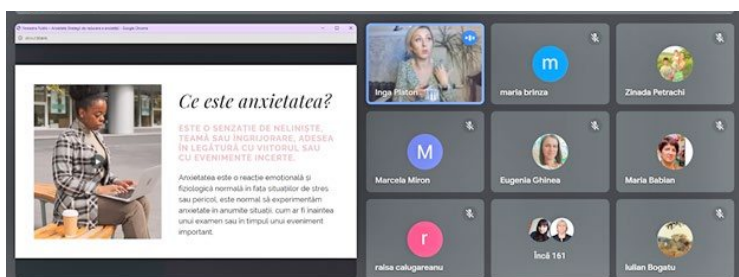 Ce este anxietatea?
ESTE O SENZAȚIE DE NELINIȘTE,
TEAMĂ SAU ÎNGRIJORARE, ADESEA
ÎN LEGĂTURĂ CU VIITORUL SAU
CU EVENIMENTE INCERTE.
Anxietatea este o reacție emoțională și
fiziologică normală în fața situațiilor de stres
sau pericol, este normal să experimentăm
anxietate în anumite situații, cum ar fi înaintea
unui examen sau în timpul unui eveniment
important.
Inga Platon
m
maria brinza
Zinada Petrachi
M
Marcela Miron
Eugenia Ghinea
Maria Babian
r
raisa calugareanu
Încă 161
Iulian Bogatu